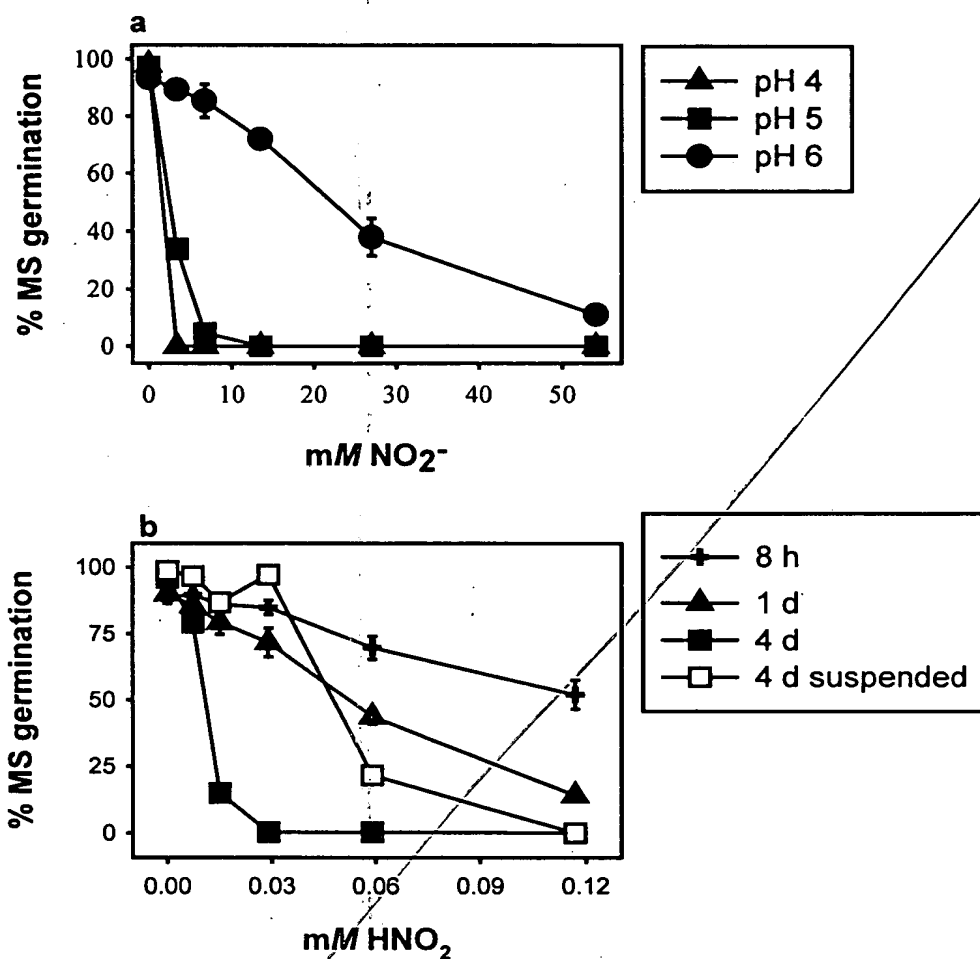 a
% MS germination
100
80
60
40
20
0
0 10 20 30 40 50
mM NO₂⁻
pH 4
pH 5
pH 6
b
% MS germination
100
75
50
25
0
0.00 0.03 0.06 0.09 0.12
mM HNO₂
8 h
1 d
4 d
4 d suspended